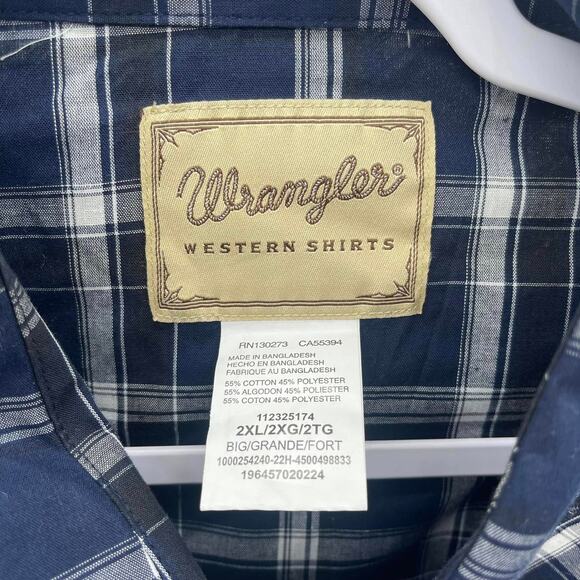 Wrangler®
WESTERN SHIRTS
RN130273 CA55394
MADE IN BANGLADESH
HECHO EN BANGLADESH
FABRIQUE AU BANGLADESH
55% COTTON 45% POLYESTER
55% ALGODON 45% POLIESTER
55% COTON 45% POLYESTER
112325174
2XL/2XG/2TG
BIG/GRANDE/FORT
1000254240-22H-4500498833
196457020224